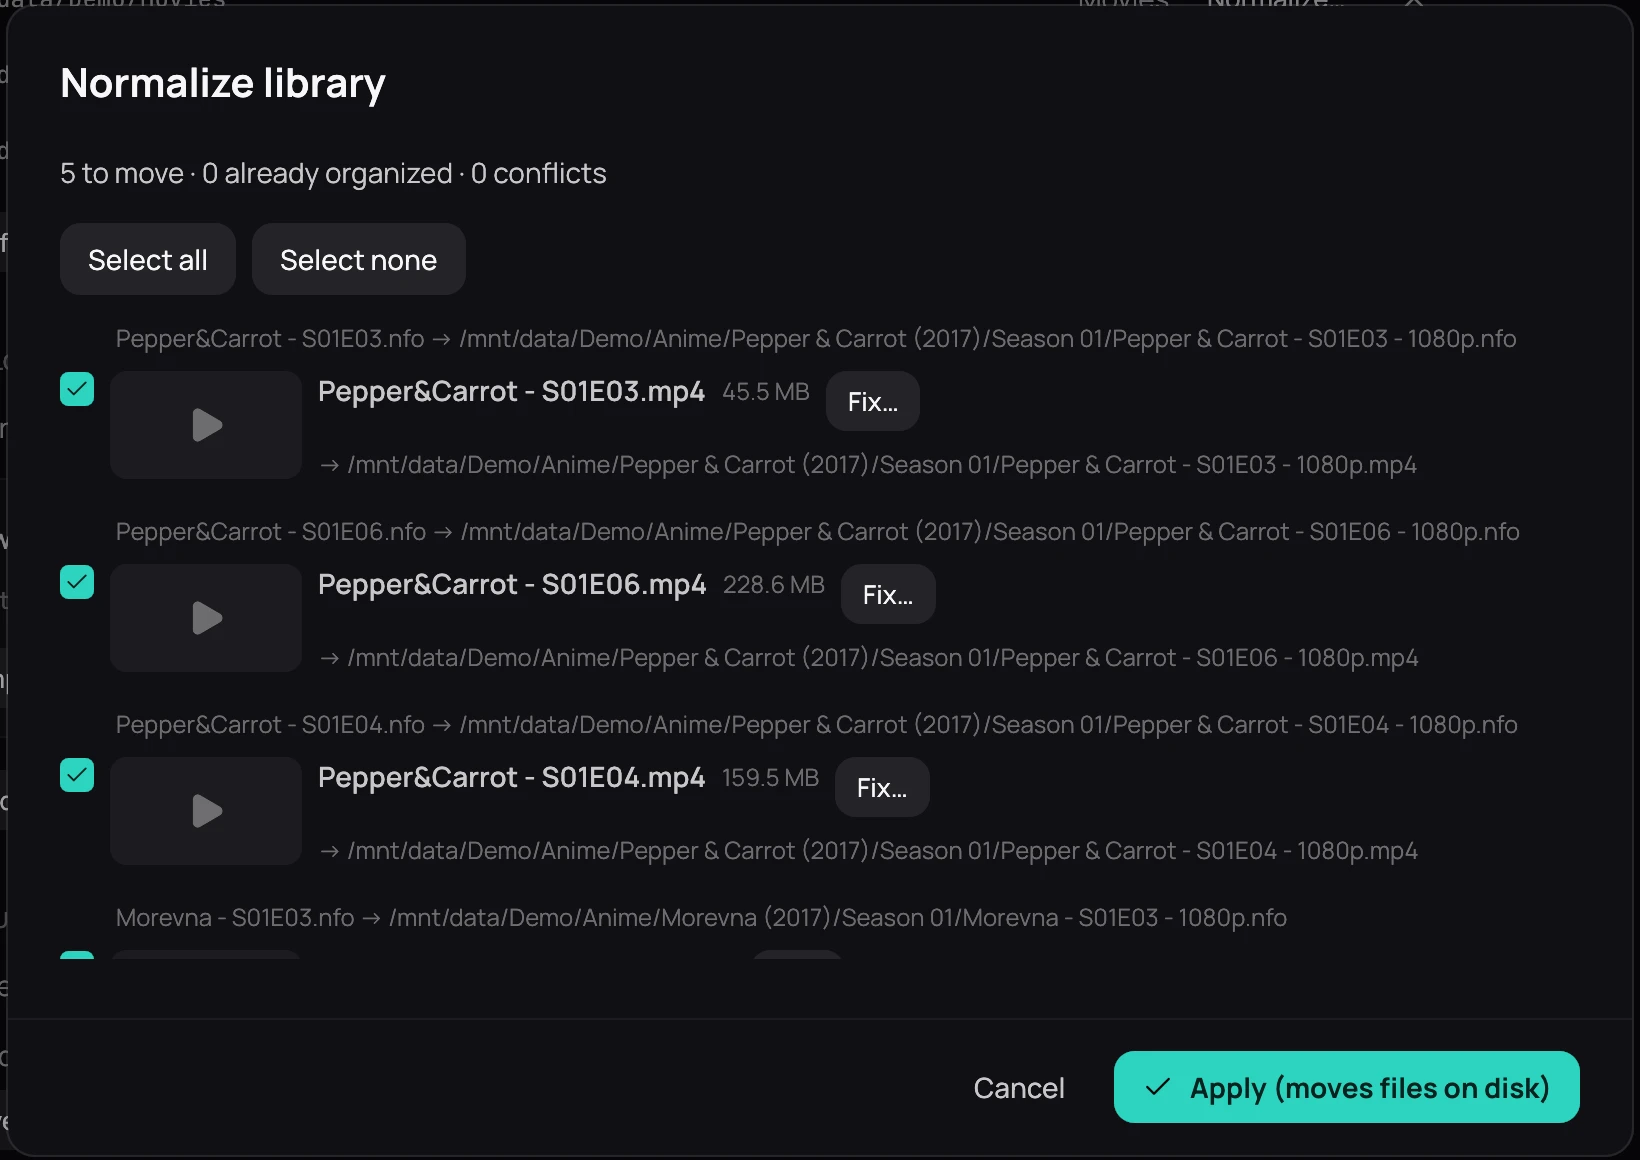 data/Demo/movies
Movies Normalize...
Normalize library
5 to move · 0 already organized · 0 conflicts
Select all Select none
Pepper&Carrot - S01E03.nfo → /mnt/data/Demo/Anime/Pepper & Carrot (2017)/Season 01/Pepper & Carrot - S01E03 - 1080p.nfo
Pepper&Carrot - S01E03.mp4 45.5 MB Fix...
→ /mnt/data/Demo/Anime/Pepper & Carrot (2017)/Season 01/Pepper & Carrot - S01E03 - 1080p.mp4
Pepper&Carrot - S01E06.nfo → /mnt/data/Demo/Anime/Pepper & Carrot (2017)/Season 01/Pepper & Carrot - S01E06 - 1080p.nfo
Pepper&Carrot - S01E06.mp4 228.6 MB Fix...
→ /mnt/data/Demo/Anime/Pepper & Carrot (2017)/Season 01/Pepper & Carrot - S01E06 - 1080p.mp4
Pepper&Carrot - S01E04.nfo → /mnt/data/Demo/Anime/Pepper & Carrot (2017)/Season 01/Pepper & Carrot - S01E04 - 1080p.nfo
Pepper&Carrot - S01E04.mp4 159.5 MB Fix...
→ /mnt/data/Demo/Anime/Pepper & Carrot (2017)/Season 01/Pepper & Carrot - S01E04 - 1080p.mp4
Morevna - S01E03.nfo → /mnt/data/Demo/Anime/Morevna (2017)/Season 01/Morevna - S01E03 - 1080p.nfo
Cancel Apply (moves files on disk)